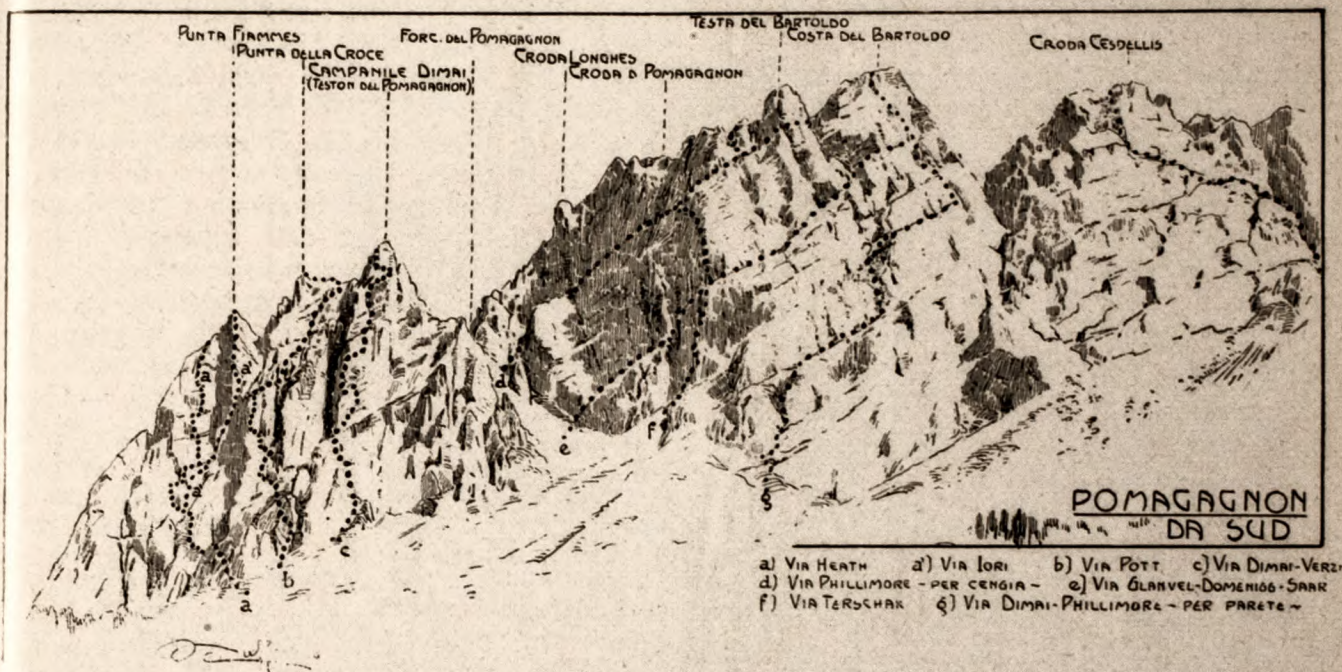 PUNTA FIAMMES
PUNTA DELLA CROCE
CAMPANILE DIMAI
(TESTON DEL POMAGAGNON)
FORC. DEL POMAGAGNON
CRODA LONGHES
CRODA D POMAGAGNON
TESTA DEL BARTOLDO
COSTA DEL BARTOLDO
CRODA CESDELLIS
a'
a'
d
e
f
a
g
c
b
a
POMAGAGNON
DA SUD
a) VIA HEATH a') VIA IORI b) VIA POTT c) VIA DIMAI-VERZI
d) VIA PHILLIMORE - PER CENGIA - e) VIA GLANVEL-DOMENIGG-SAAR
f) VIA TERSCHAK g) VIA DIMAI-PHILLIMORE - PER PARETE -